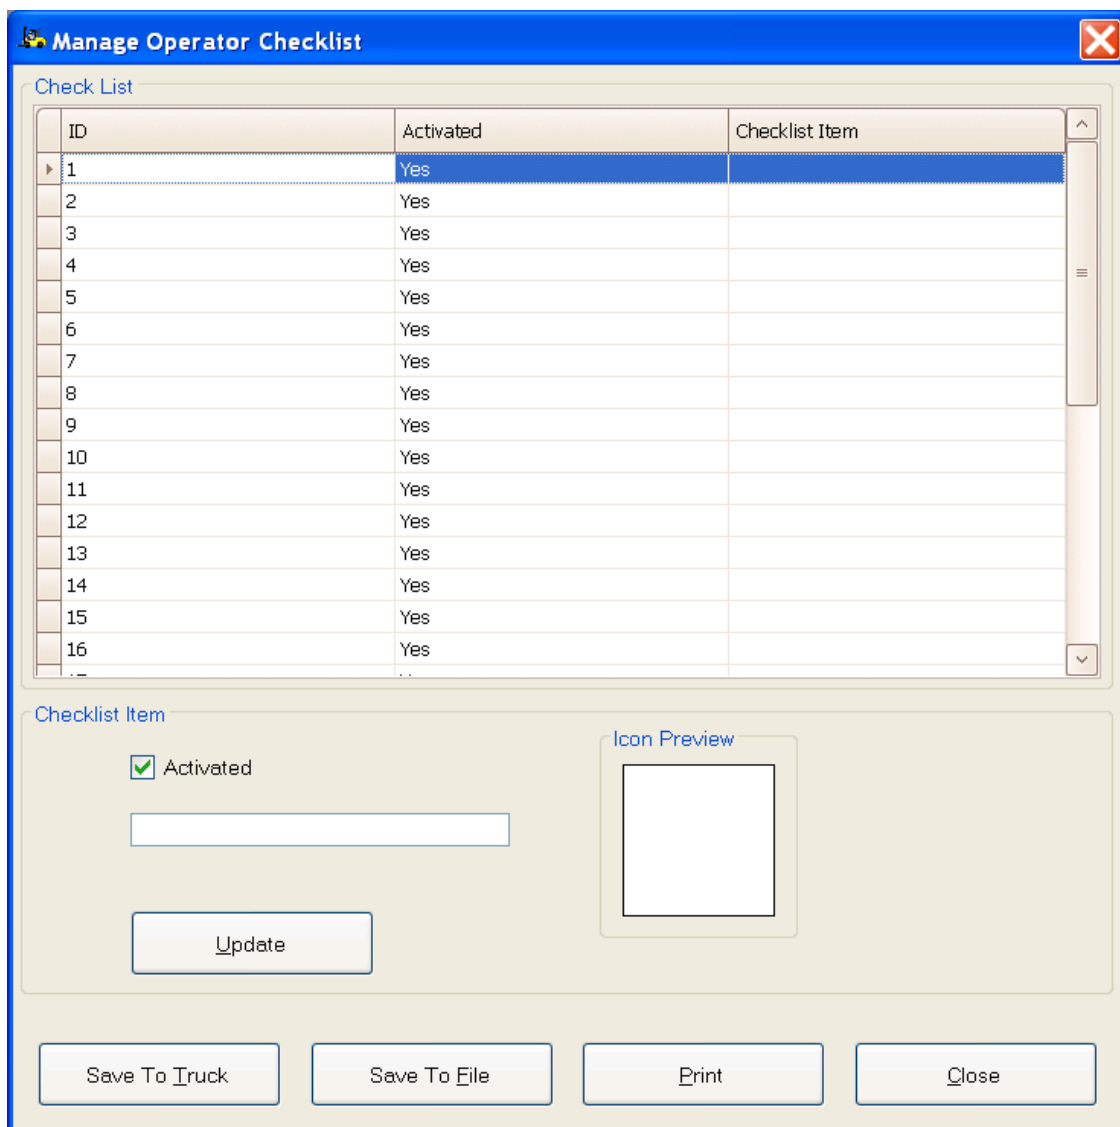 Manage Operator Checklist
Check List
ID Activated Checklist Item
1 Yes
2 Yes
3 Yes
4 Yes
5 Yes
6 Yes
7 Yes
8 Yes
9 Yes
10 Yes
11 Yes
12 Yes
13 Yes
14 Yes
15 Yes
16 Yes
Checklist Item
Activated
Icon Preview
Update
Save To Truck Save To File Print Close